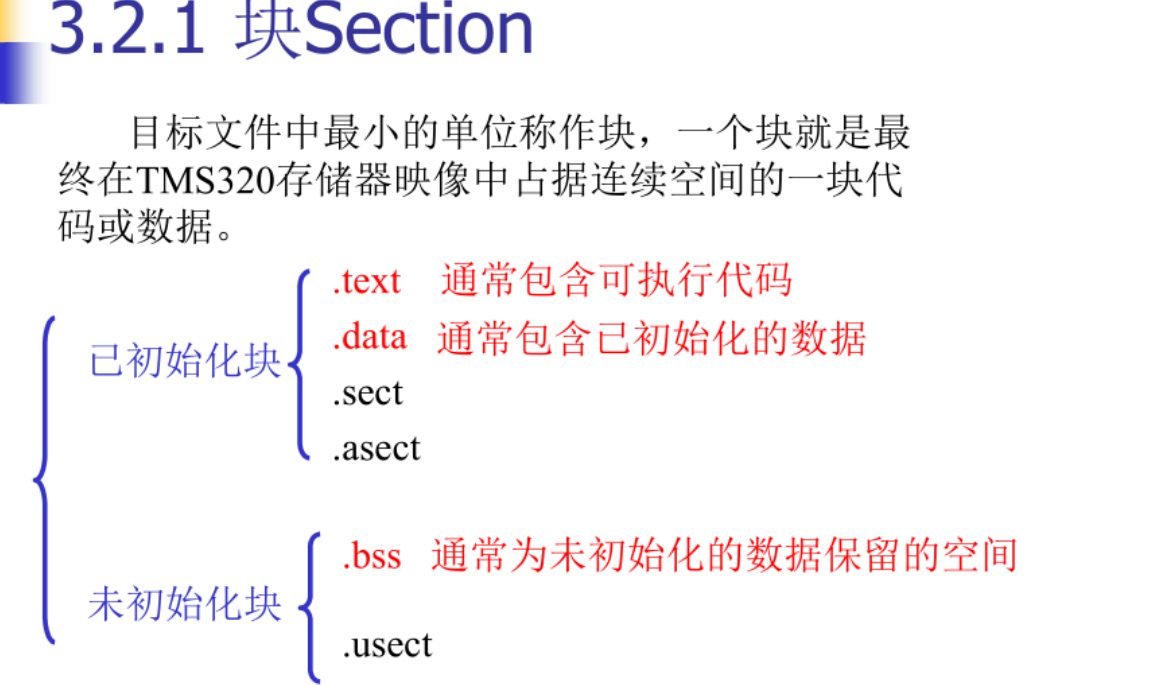 3.2.1 块Section
目标文件中最小的单位称作块，一个块就是最
终在TMS320存储器映像中占据连续空间的一块代
码或数据。
已初始化块
.text 通常包含可执行代码
.data 通常包含已初始化的数据
.sect
.asect
未初始化块
.bss 通常为未初始化的数据保留的空间
.usect